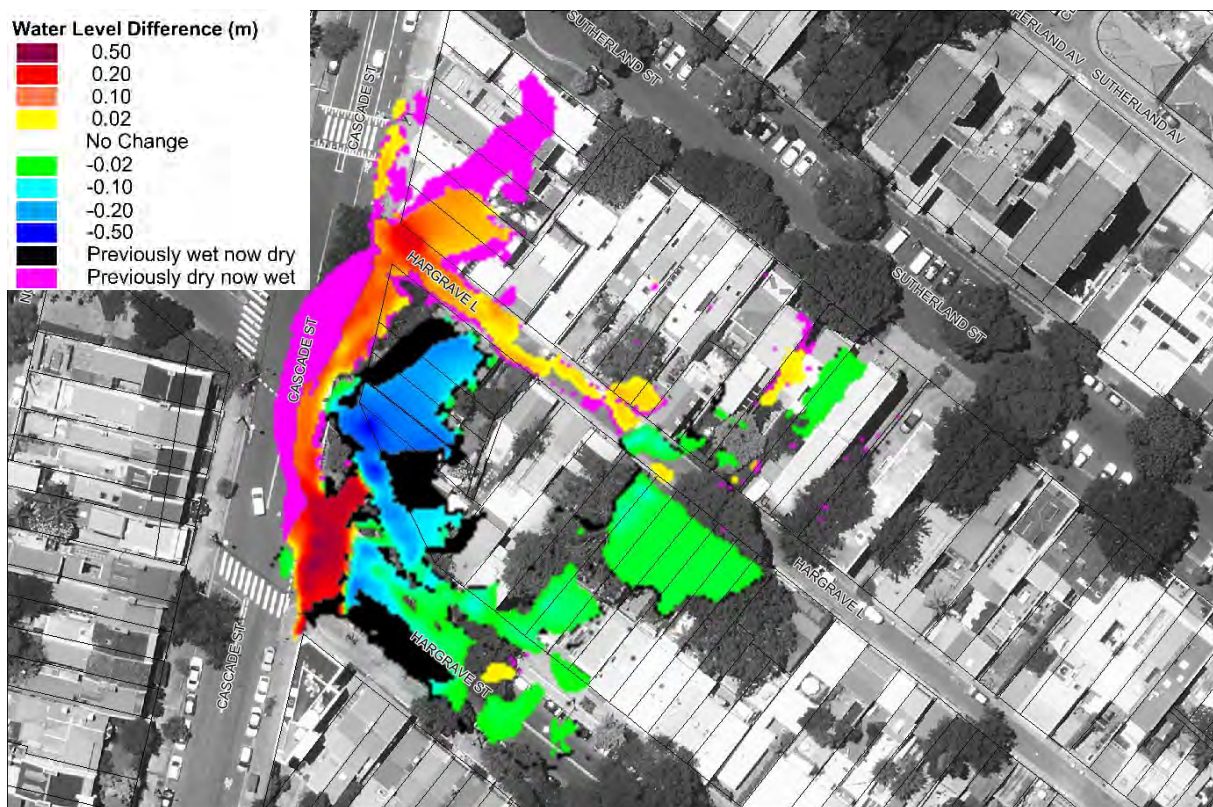 Water Level Difference (m)
0.50
0.20
0.10
0.02
No Change
-0.02
-0.10
-0.20
-0.50
Previously wet now dry
Previously dry now wet
CASCADE ST
SUTHERLAND ST
SUTHERLAND AV
SUTHERLAND AV
HARGRAVE L
SUTHERLAND ST
CASCADE ST
HARGRAVE L
HARGRAVE ST
CASCADE ST